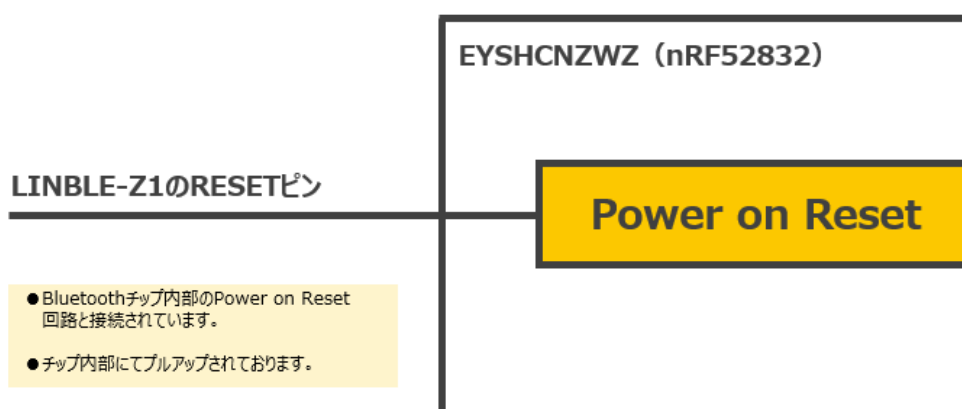 EYSHCNZWZ（nRF52832）
LINBLE-Z1のRESETピン
Power on Reset
●Bluetoothチップ内部のPower on Reset
回路と接続されています。
●チップ内部にてプルアップされております。